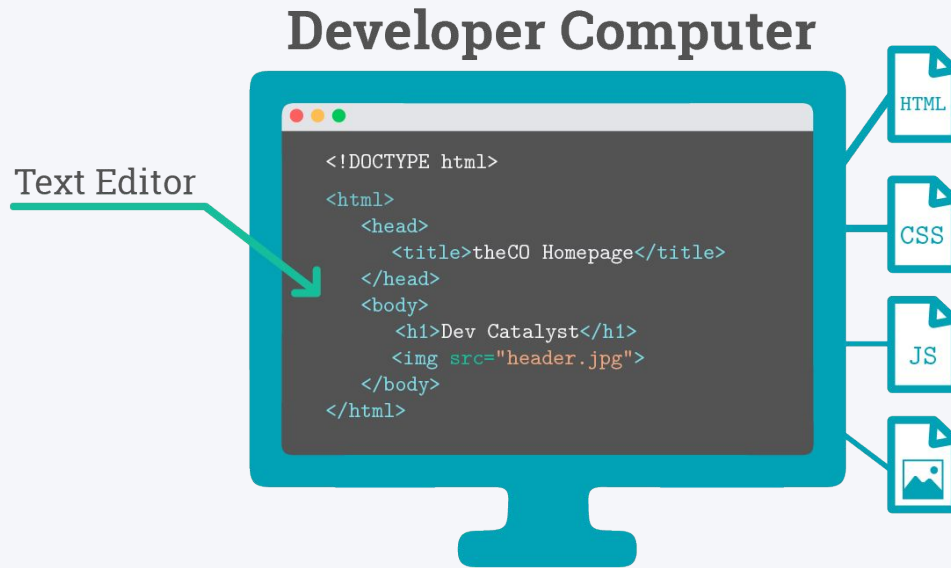 Developer Computer
Text Editor
<!DOCTYPE html>
<html>
<head>
<title>theCO Homepage</title>
</head>
<body>
<h1>Dev Catalyst</h1>
<img src="header.jpg">
</body>
</html>
HTML
CSS
JS